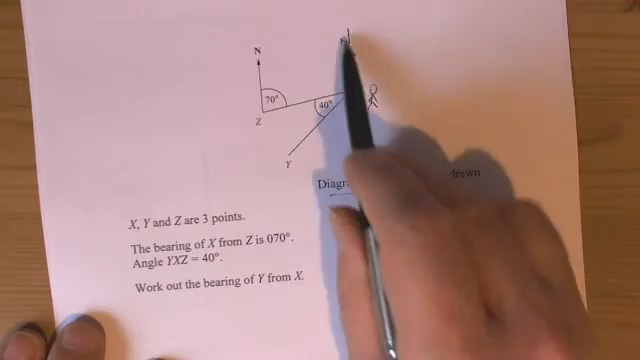 N
70°
40°
Z
Y
Diagra
drawn
X, Y and Z are 3 points.
The bearing of X from Z is 070°.
Angle YXZ = 40°.
Work out the bearing of Y from X.